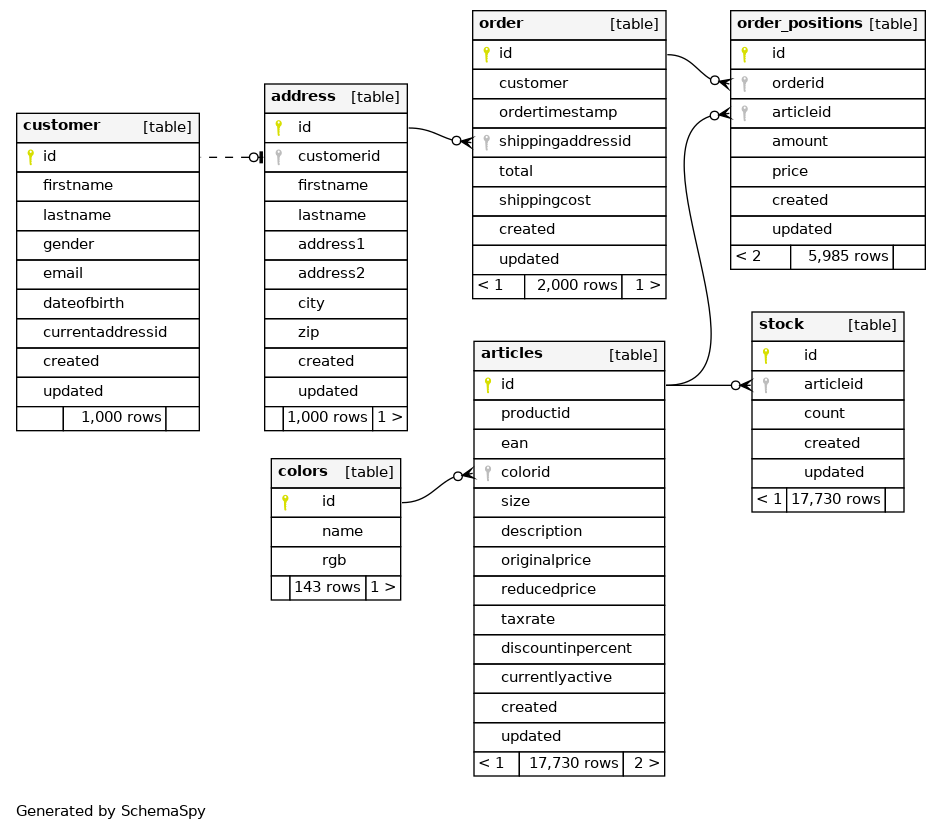 customer [table]
id
firstname
lastname
gender
email
dateofbirth
currentaddressid
created
updated
1,000 rows
address [table]
id
customerid
firstname
lastname
address1
address2
city
zip
created
updated
1,000 rows 1 >
colors [table]
id
name
rgb
143 rows 1 >
order [table]
id
customer
ordertimestamp
shippingaddressid
total
shippingcost
created
updated
< 1 2,000 rows 1 >
articles [table]
id
productid
ean
colorid
size
description
originalprice
reducedprice
taxrate
discountinpercent
currentlyactive
created
updated
< 1 17,730 rows 2 >
order_positions [table]
id
orderid
articleid
amount
price
created
updated
< 2 5,985 rows
stock [table]
id
articleid
count
created
updated
< 1 17,730 rows
Generated by SchemaSpy